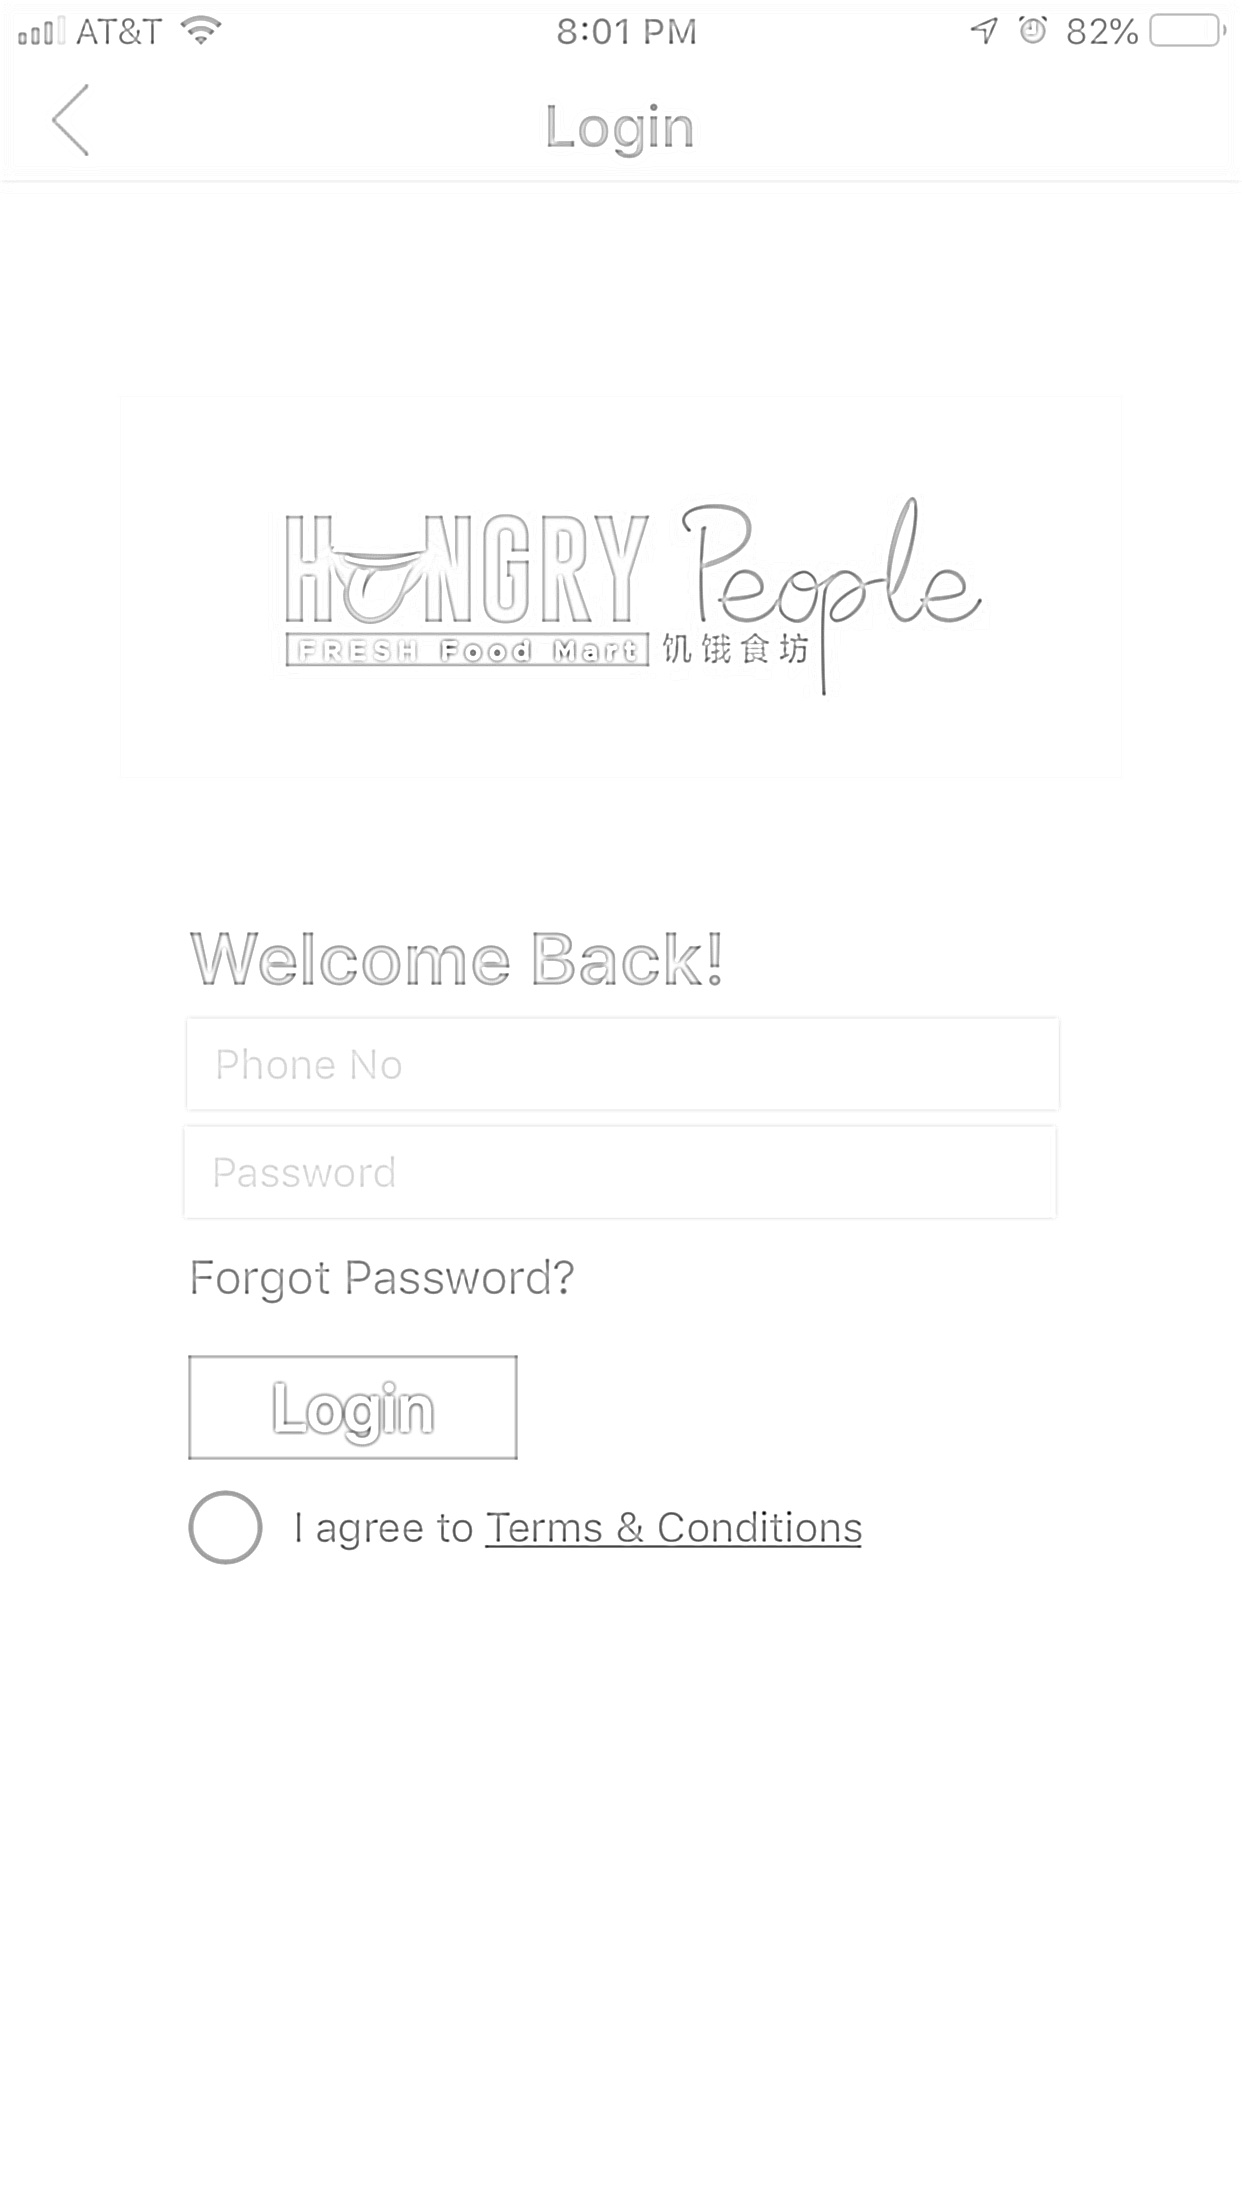 AT&T 8:01 PM 82%
Login
HUNGRY People
FRESH Food Mart 饥饿食坊
Welcome Back!
Phone No
Password
Forgot Password?
Login
I agree to Terms & Conditions